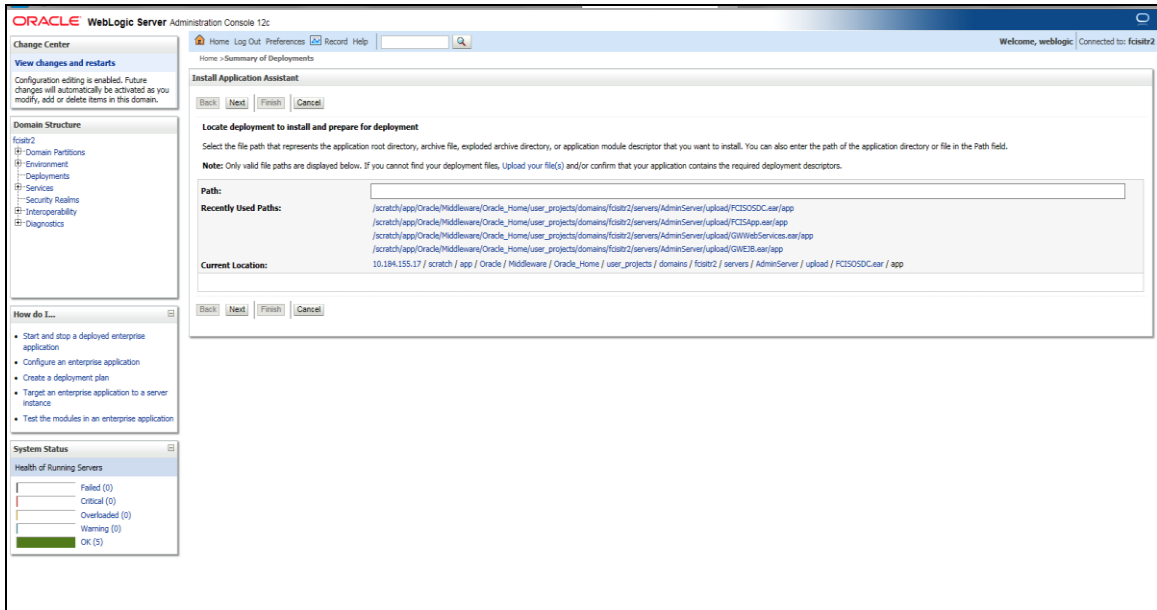 ORACLE® WebLogic Server Administration Console 12c
Change Center
View changes and restarts
Configuration editing is enabled. Future
changes will automatically be activated as you
modify, add or delete items in this domain.
Domain Structure
fcisitr2
Domain Partitions
Environment
Deployments
Services
Security Realms
Interoperability
Diagnostics
How do I...
Start and stop a deployed enterprise
application
Configure an enterprise application
Create a deployment plan
Target an enterprise application to a server
instance
Test the modules in an enterprise application
System Status
Health of Running Servers
Failed (0)
Critical (0)
Overloaded (0)
Warning (0)
OK (5)
Home Log Out Preferences Record Help
Welcome, weblogic Connected to: fcisitr2
Home >Summary of Deployments
Install Application Assistant
Back Next Finish Cancel
Locate deployment to install and prepare for deployment
Select the file path that represents the application root directory, archive file, exploded archive directory, or application module descriptor that you want to install. You can also enter the path of the application directory or file in the Path field.
Note: Only valid file paths are displayed below. If you cannot find your deployment files, Upload your file(s) and/or confirm that your application contains the required deployment descriptors.
Path:
Recently Used Paths: /scratch/app/Oracle/Middleware/Oracle_Home/user_projects/domains/fcisitr2/servers/AdminServer/upload/FCISOSDC.ear/app
/scratch/app/Oracle/Middleware/Oracle_Home/user_projects/domains/fcisitr2/servers/AdminServer/upload/FCISApp.ear/app
/scratch/app/Oracle/Middleware/Oracle_Home/user_projects/domains/fcisitr2/servers/AdminServer/upload/GWWebServices.ear/app
/scratch/app/Oracle/Middleware/Oracle_Home/user_projects/domains/fcisitr2/servers/AdminServer/upload/GWEJB.ear/app
Current Location: 10.184.155.17 / scratch / app / Oracle / Middleware / Oracle_Home / user_projects / domains / fcisitr2 / servers / AdminServer / upload / FCISOSDC.ear / app
Back Next Finish Cancel